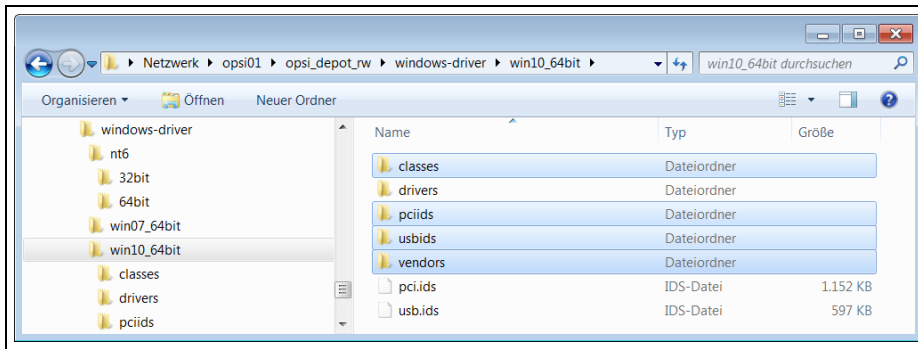 Netzwerk opsi01 opsi_depot_rw windows-driver win10_64bit win10_64bit durchsuchen
Organisieren Öffnen Neuer Ordner
windows-driver
nt6
32bit
64bit
win07_64bit
win10_64bit
classes
drivers
pciids
Name Typ Größe
classes Dateiordner
drivers Dateiordner
pciids Dateiordner
usbids Dateiordner
vendors Dateiordner
pci.ids IDS-Datei 1.152 KB
usb.ids IDS-Datei 597 KB